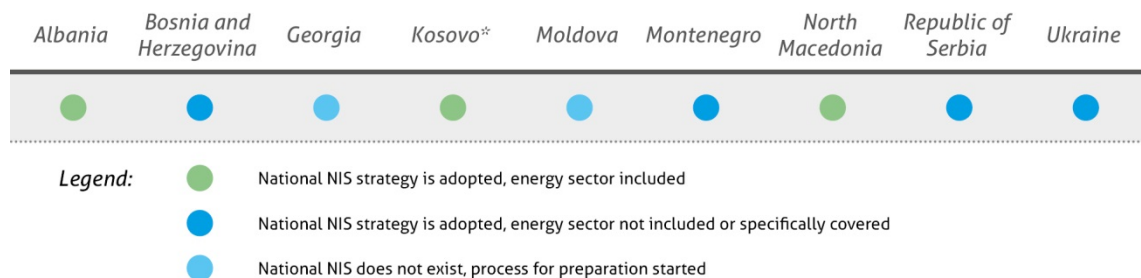 Albania
Bosnia and
Herzegovina
Georgia
Kosovo*
Moldova
Montenegro
North
Macedonia
Republic of
Serbia
Ukraine
Legend:
National NIS strategy is adopted, energy sector included
National NIS strategy is adopted, energy sector not included or specifically covered
National NIS does not exist, process for preparation started